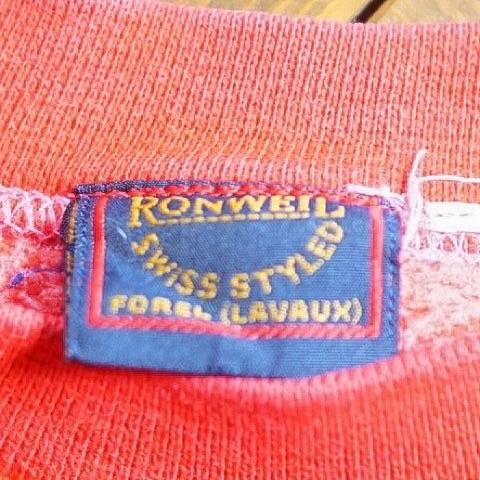 RONWEIL
SWISS STYLED
FOREL (LAVAUX)